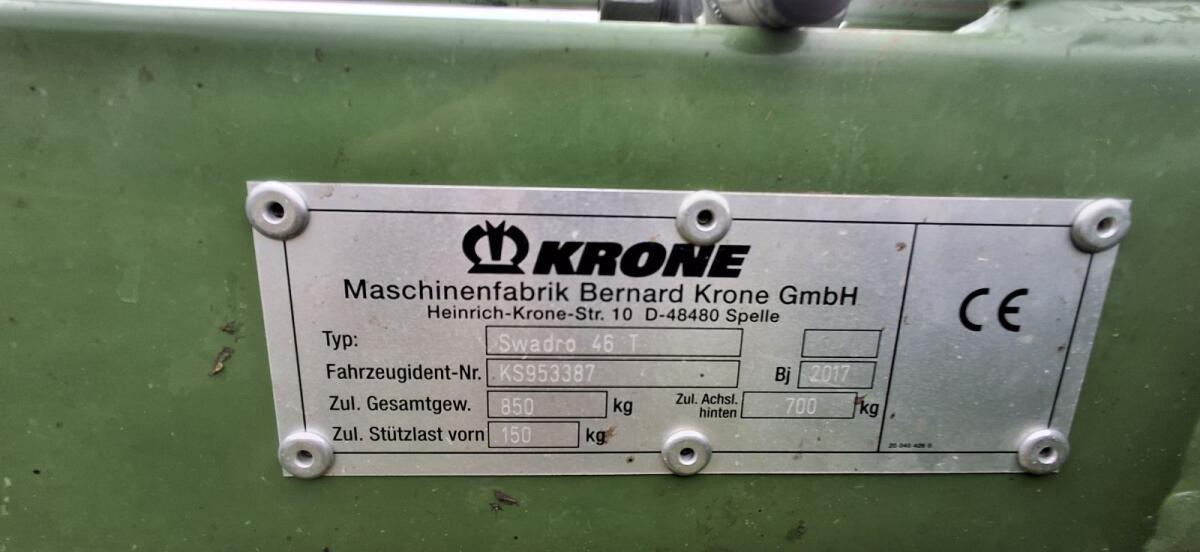 KRONE
Maschinenfabrik Bernard Krone GmbH
Heinrich-Krone-Str. 10 D-48480 Spelle
CE
Typ: Swadro 46 T
Fahrzeugident-Nr. KS953387 Bj 2017
Zul. Gesamtgew. 850 kg Zul. Achsl. hinten 700 kg
Zul. Stützlast vorn 150 kg